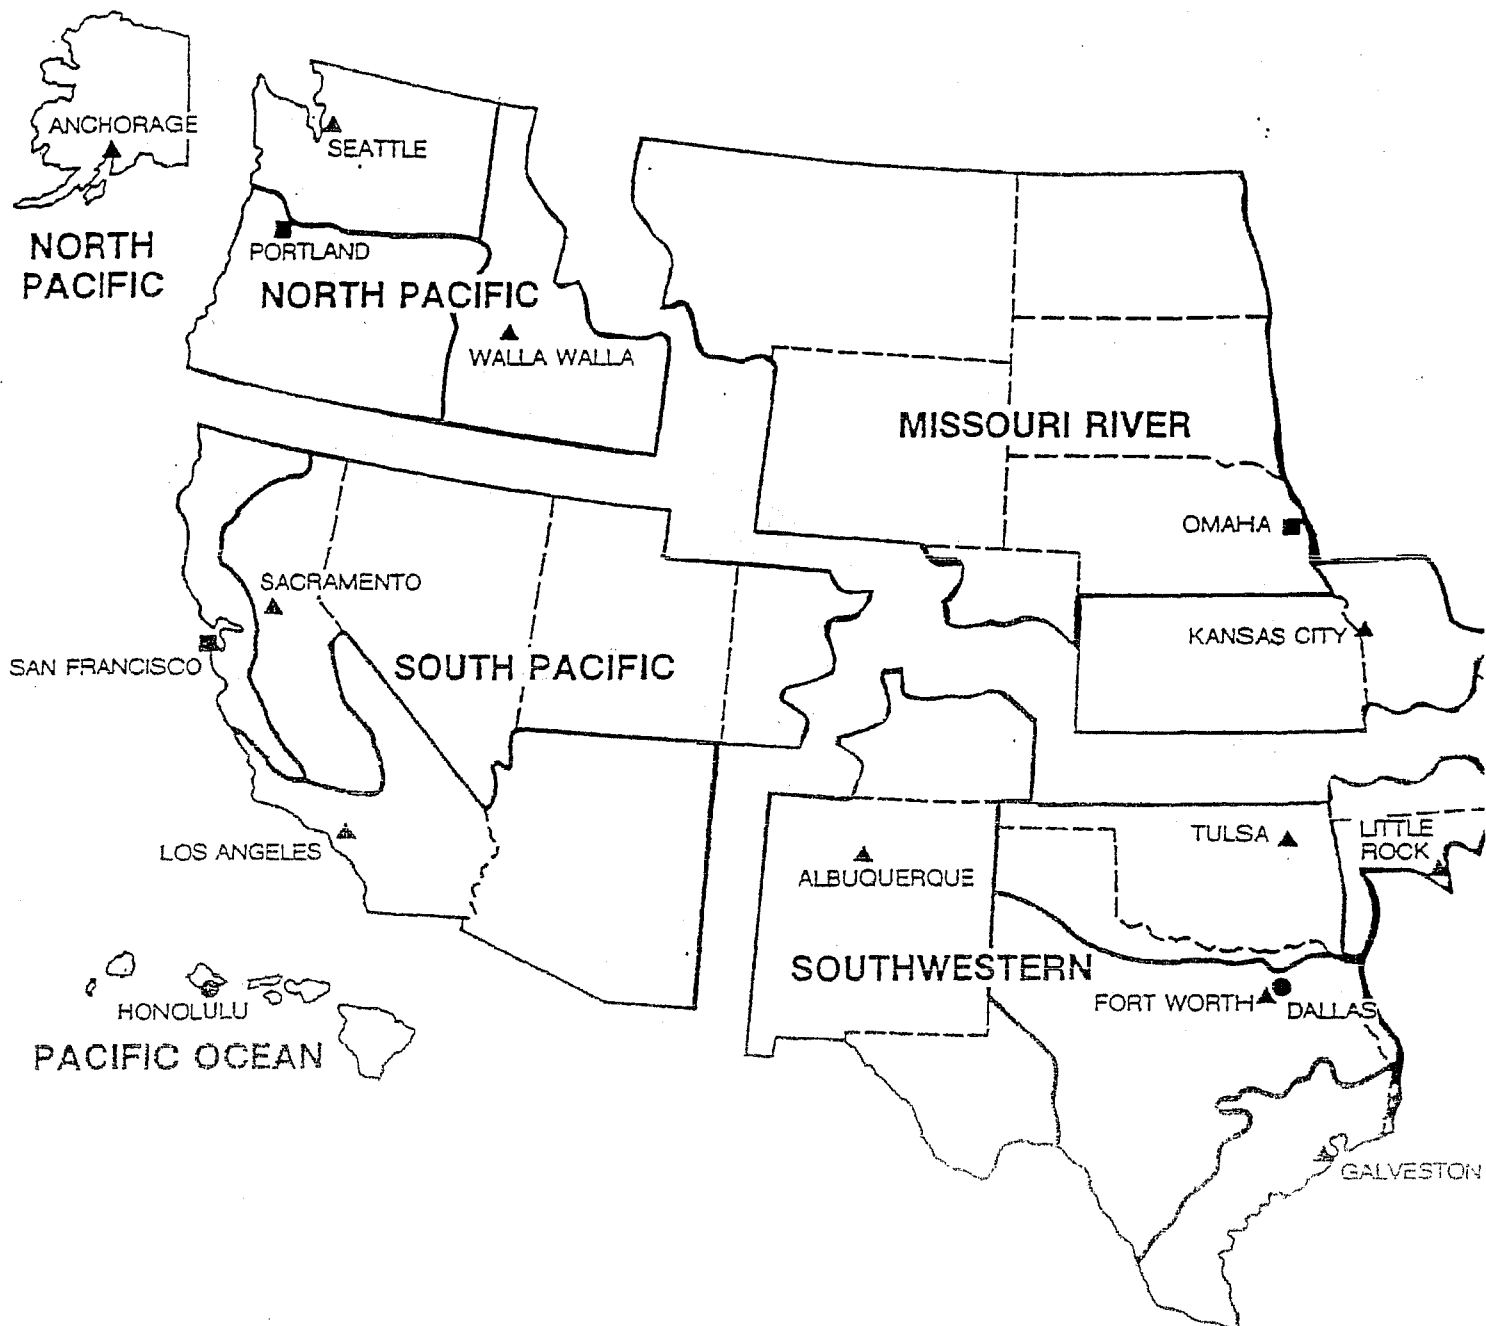 ANCHORAGE
NORTH
PACIFIC
SEATTLE
PORTLAND
NORTH PACIFIC
WALLA WALLA
MISSOURI RIVER
OMAHA
KANSAS CITY
SACRAMENTO
SAN FRANCISCO
SOUTH PACIFIC
LOS ANGELES
HONOLULU
PACIFIC OCEAN
TULSA
LITTLE
ROCK
ALBUQUERQUE
SOUTHWESTERN
FORT WORTH
DALLAS
GALVESTON